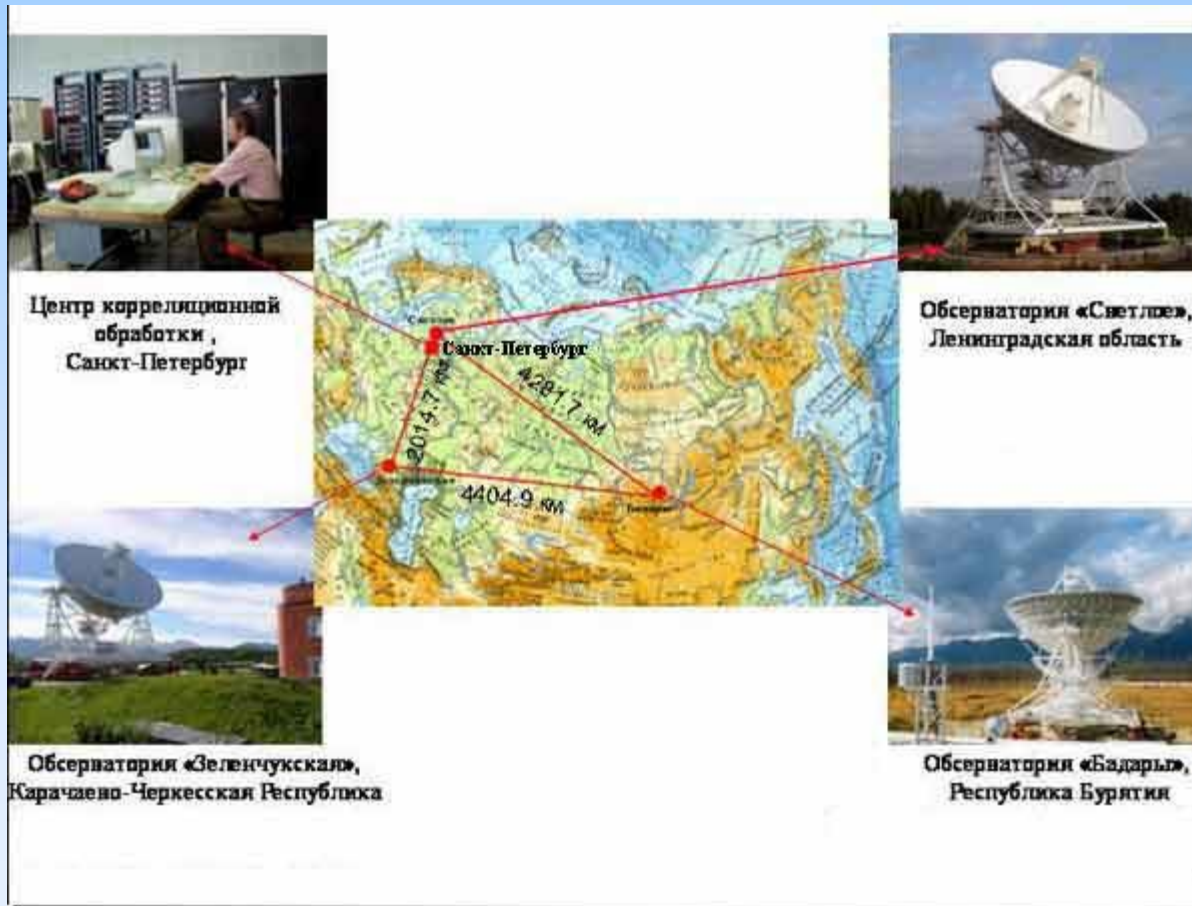 Центр корреляционной
обработки ,
Санкт-Петербург
Обсерватория «Светлое»,
Ленинградская область
Санкт-Петербург
2014.7 км
4281.7 км
4404.9 км
Обсерватория «Зеленчукская»,
Карачаево-Черкесская Республика
Обсерватория «Бадары»,
Республика Бурятия